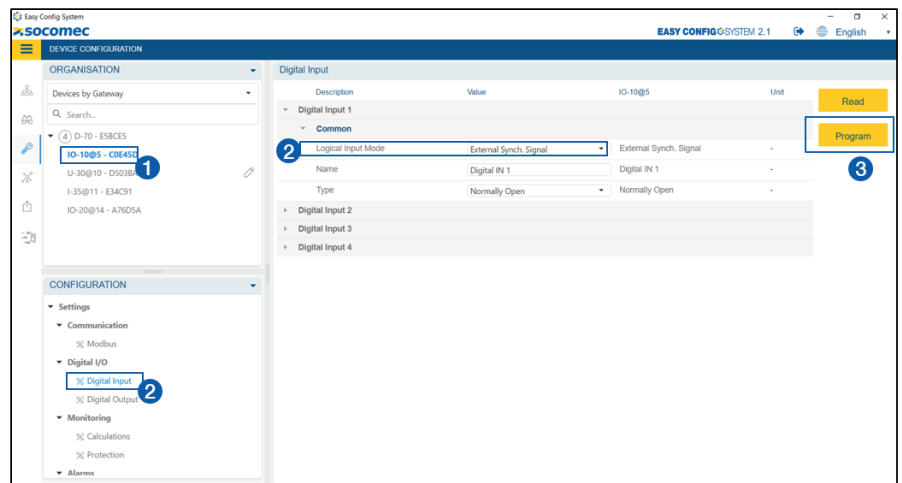 Easy Config System
socomec
EASY CONFIG SYSTEM 2.1 English
DEVICE CONFIGURATION
ORGANISATION
Devices by Gateway
Search...
4 D-70 - E5BCE5
IO-10@5 - C0E45D
1
U-30@10 - D503BA
I-35@11 - E34C91
IO-20@14 - A76D5A
CONFIGURATION
Settings
Communication
Modbus
Digital I/O
Digital Input
2
Digital Output
Monitoring
Calculations
Protection
Alarms
Digital Input
Description Value IO-10@5 Unit
Digital Input 1
Common
2
Logical Input Mode External Synch. Signal External Synch. Signal -
Name Digital IN 1 Digital IN 1 -
Type Normally Open Normally Open -
Digital Input 2
Digital Input 3
Digital Input 4
Read
Program
3